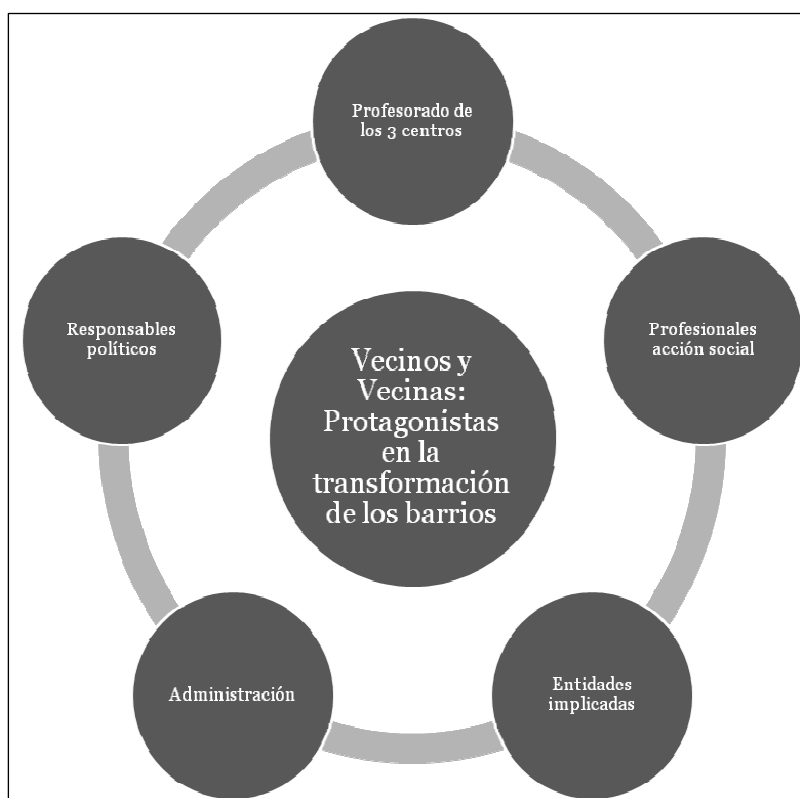 Profesorado de
los 3 centros
Responsables
políticos
Profesionales
acción social
Vecinos y
Vecinas:
Protagonistas
en la
transformación
de los barrios
Administración
Entidades
implicadas